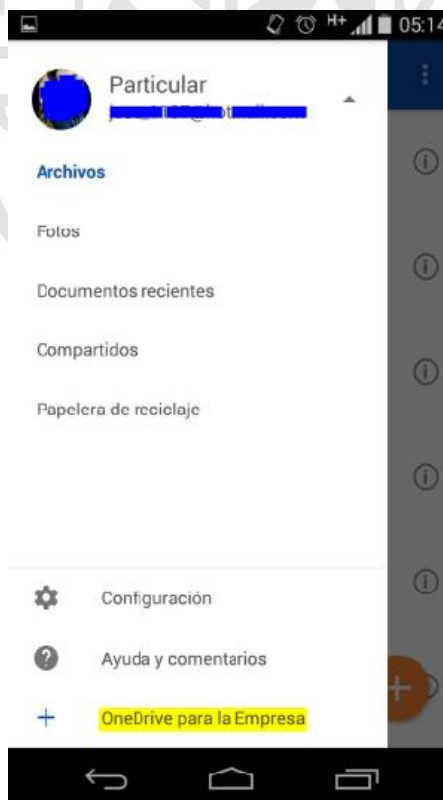 H+ 05:14
Particular
Archivos
Fotos
Documentos recientes
Compartidos
Papelera de reciclaje
Configuración
Ayuda y comentarios
OneDrive para la Empresa